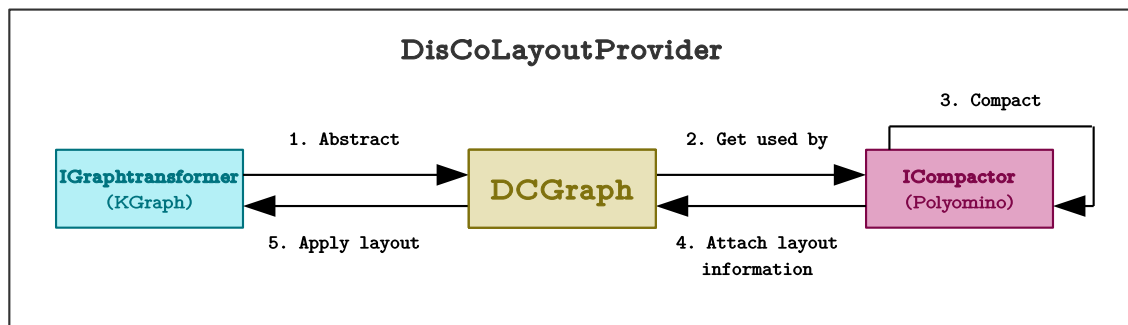 DisCoLayoutProvider
3. Compact
1. Abstract
2. Get used by
IGraphtransformer
(KGraph)
DCGraph
ICompactor
(Polyomino)
5. Apply layout
4. Attach layout
information